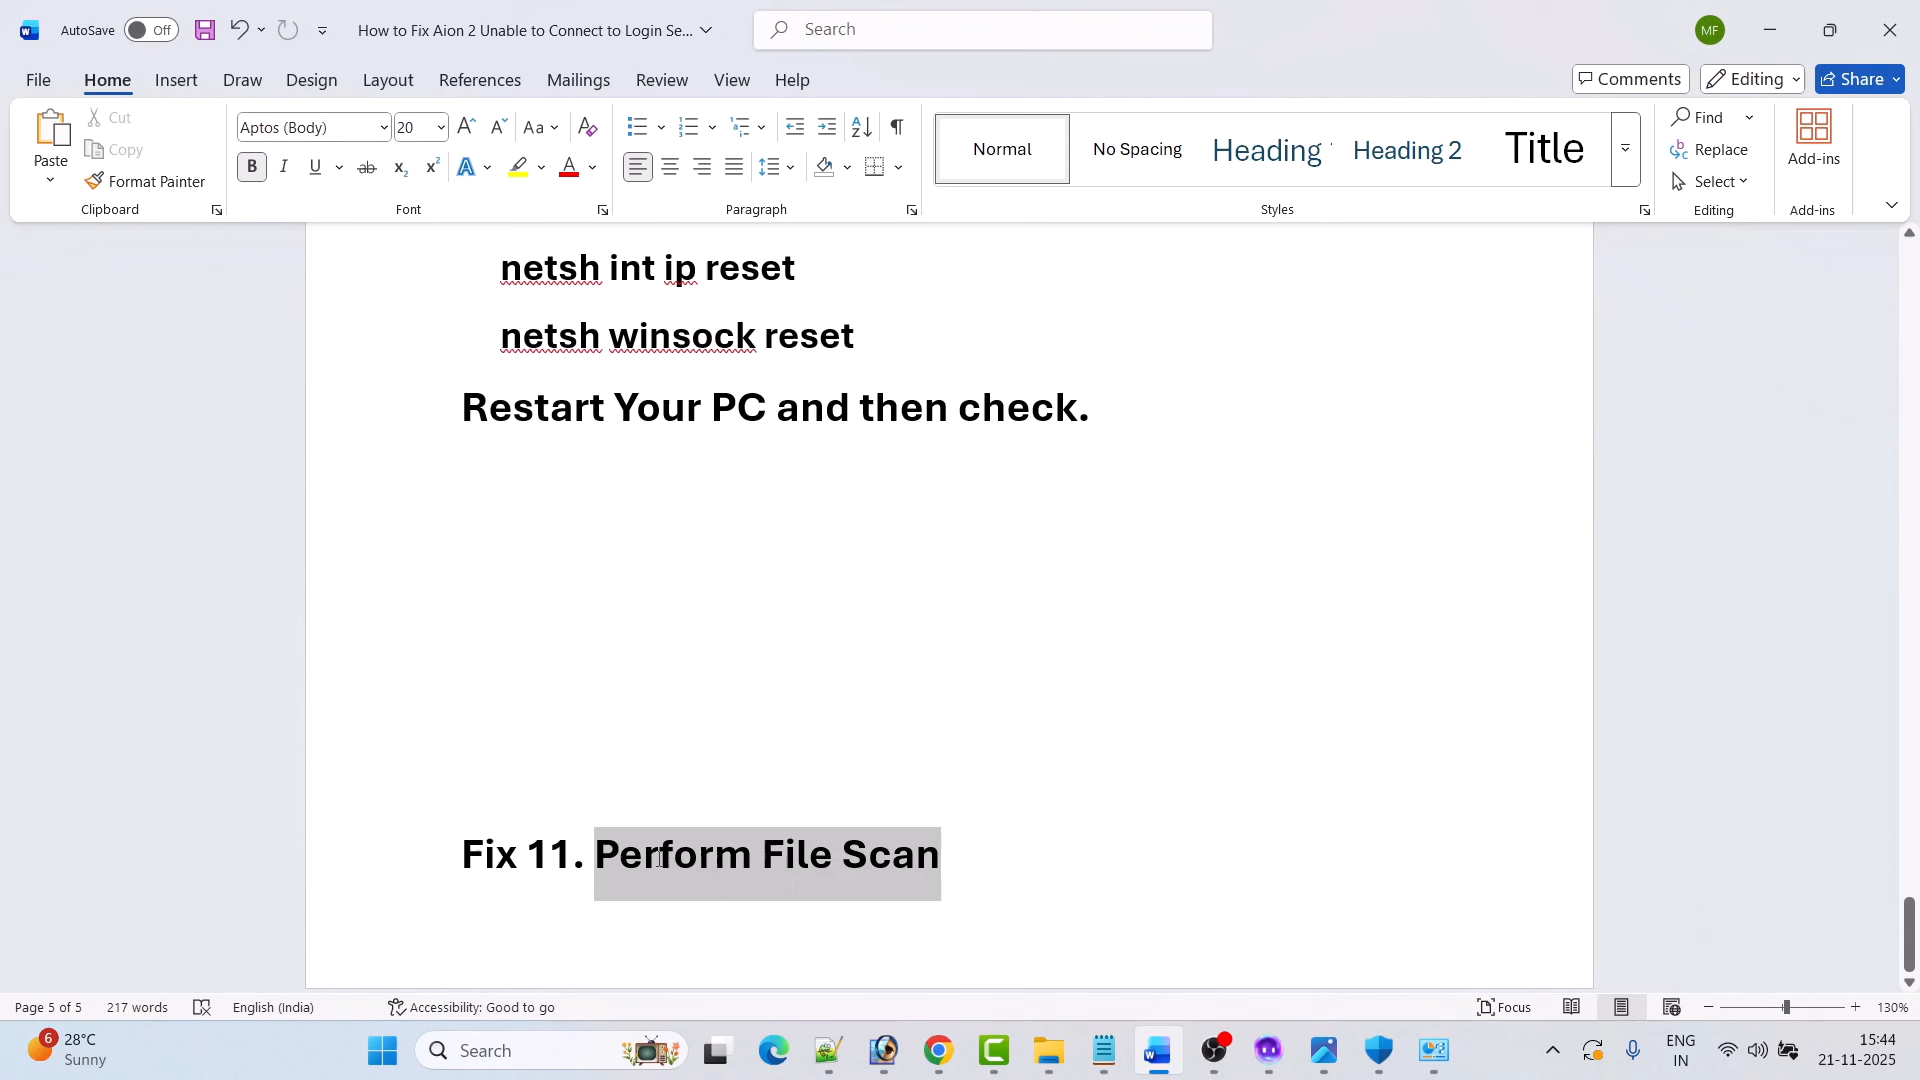 AutoSave Off How to Fix Aion 2 Unable to Connect to Login Se... Search MF
File Home Insert Draw Design Layout References Mailings Review View Help Comments Editing Share
Paste
Cut
Copy
Format Painter
Clipboard
Aptos (Body) 20
Font
Paragraph
Normal No Spacing Heading Heading 2 Title
Styles
Find
Replace
Select
Editing
Add-ins
Add-ins
netsh int ip reset
netsh winsock reset
Restart Your PC and then check.
Fix 11. Perform File Scan
Page 5 of 5 217 words English (India) Accessibility: Good to go Focus 130%
6 28°C
Sunny
Search
ENG
IN
15:44
21-11-2025